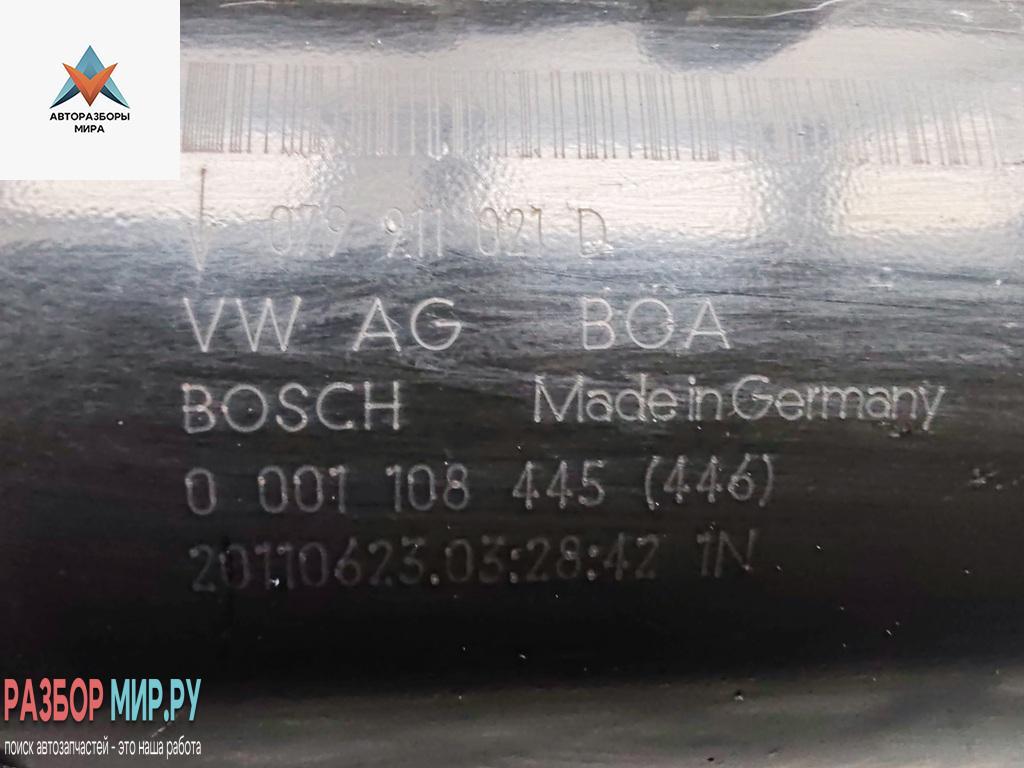 АВТОРАЗБОРЫ
МИРА
079 911 021 D
VW AG BOA
BOSCH Made in Germany
0 001 108 445 (446)
20110623.03:28:42 1N
РАЗБОР МИР.РУ
поиск автозапчастей - это наша работа